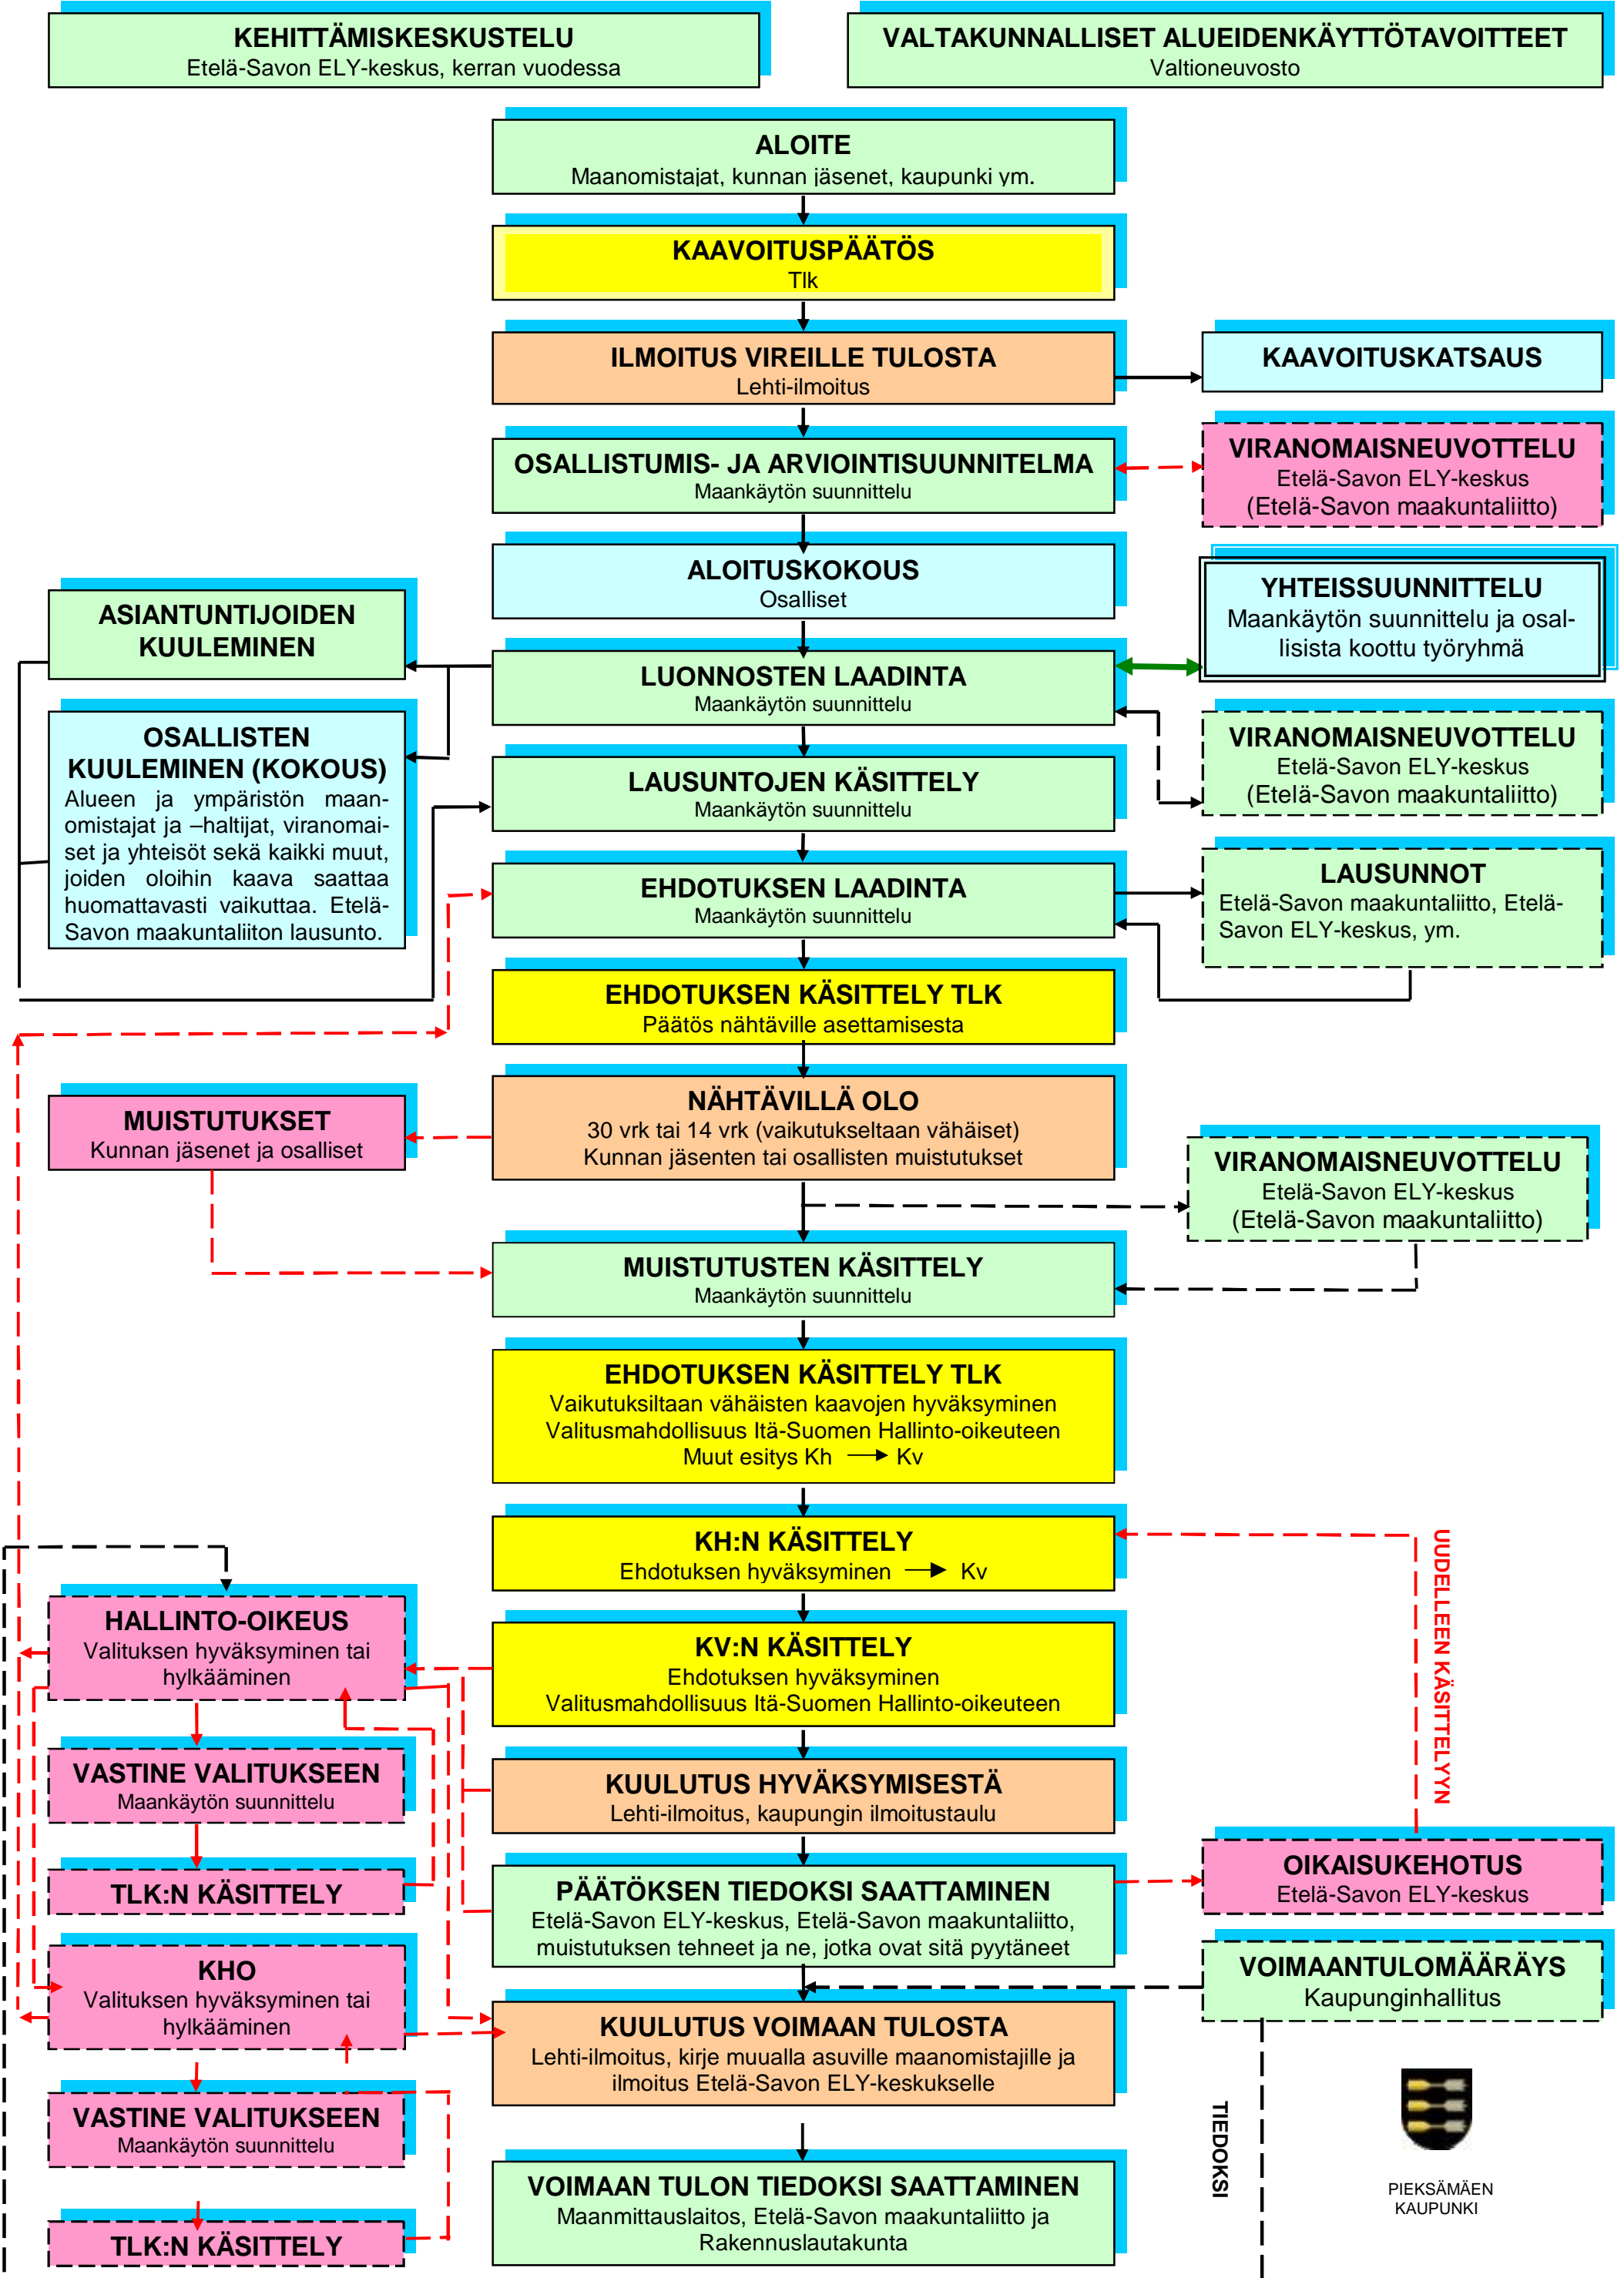 KEHITTÄMISKESKUSTELU
Etelä-Savon ELY-keskus, kerran vuodessa
VALTAKUNNALLISET ALUEIDENKÄYTTÖTAVOITTEET
Valtioneuvosto
ALOITE
Maanomistajat, kunnan jäsenet, kaupunki ym.
KAAVOITUSPÄÄTÖS
Tlk
ILMOITUS VIREILLE TULOSTA
Lehti-ilmoitus
KAAVOITUSKATSAUS
OSALLISTUMIS- JA ARVIOINTISUUNNITELMA
Maankäytön suunnittelu
VIRANOMAISNEUVOTTELU
Etelä-Savon ELY-keskus
(Etelä-Savon maakuntaliitto)
ALOITUSKOKOUS
Osalliset
YHTEISSUUNNITTELU
Maankäytön suunnittelu ja osal-
lisista koottu työryhmä
ASIANTUNTIJOIDEN
KUULEMINEN
LUONNOSTEN LAADINTA
Maankäytön suunnittelu
OSALLISTEN
KUULEMINEN (KOKOUS)
Alueen ja ympäristön maan-
omistajat ja –haltijat, viranomai-
set ja yhteisöt sekä kaikki muut,
joiden oloihin kaava saattaa
huomattavasti vaikuttaa. Etelä-
Savon maakuntaliiton lausunto.
VIRANOMAISNEUVOTTELU
Etelä-Savon ELY-keskus
(Etelä-Savon maakuntaliitto)
LAUSUNTOJEN KÄSITTELY
Maankäytön suunnittelu
EHDOTUKSEN LAADINTA
Maankäytön suunnittelu
LAUSUNNOT
Etelä-Savon maakuntaliitto, Etelä-
Savon ELY-keskus, ym.
EHDOTUKSEN KÄSITTELY TLK
Päätös nähtäville asettamisesta
NÄHTÄVILLÄ OLO
30 vrk tai 14 vrk (vaikutukseltaan vähäiset)
Kunnan jäsenten tai osallisten muistutukset
MUISTUTUKSET
Kunnan jäsenet ja osalliset
VIRANOMAISNEUVOTTELU
Etelä-Savon ELY-keskus
(Etelä-Savon maakuntaliitto)
MUISTUTUSTEN KÄSITTELY
Maankäytön suunnittelu
EHDOTUKSEN KÄSITTELY TLK
Vaikutuksiltaan vähäisten kaavojen hyväksyminen
Valitusmahdollisuus Itä-Suomen Hallinto-oikeuteen
Muut esitys Kh → Kv
KH:N KÄSITTELY
Ehdotuksen hyväksyminen → Kv
UUDELLEEN KÄSITTELYYN
HALLINTO-OIKEUS
Valituksen hyväksyminen tai
hylkääminen
KV:N KÄSITTELY
Ehdotuksen hyväksyminen
Valitusmahdollisuus Itä-Suomen Hallinto-oikeuteen
VASTINE VALITUKSEEN
Maankäytön suunnittelu
KUULUTUS HYVÄKSYMISESTÄ
Lehti-ilmoitus, kaupungin ilmoitustaulu
TLK:N KÄSITTELY
PÄÄTÖKSEN TIEDOKSI SAATTAMINEN
Etelä-Savon ELY-keskus, Etelä-Savon maakuntaliitto,
muistutuksen tehneet ja ne, jotka ovat sitä pyytäneet
OIKAISUKEHOTUS
Etelä-Savon ELY-keskus
KHO
Valituksen hyväksyminen tai
hylkääminen
VOIMAANTULOMÄÄRÄYS
Kaupunginhallitus
KUULUTUS VOIMAAN TULOSTA
Lehti-ilmoitus, kirje muualla asuville maanomistajille ja
ilmoitus Etelä-Savon ELY-keskukselle
VASTINE VALITUKSEEN
Maankäytön suunnittelu
TIEDOKSI
VOIMAAN TULON TIEDOKSI SAATTAMINEN
Maanmittauslaitos, Etelä-Savon maakuntaliitto ja
Rakennuslautakunta
TLK:N KÄSITTELY
PIEKSÄMÄEN
KAUPUNKI